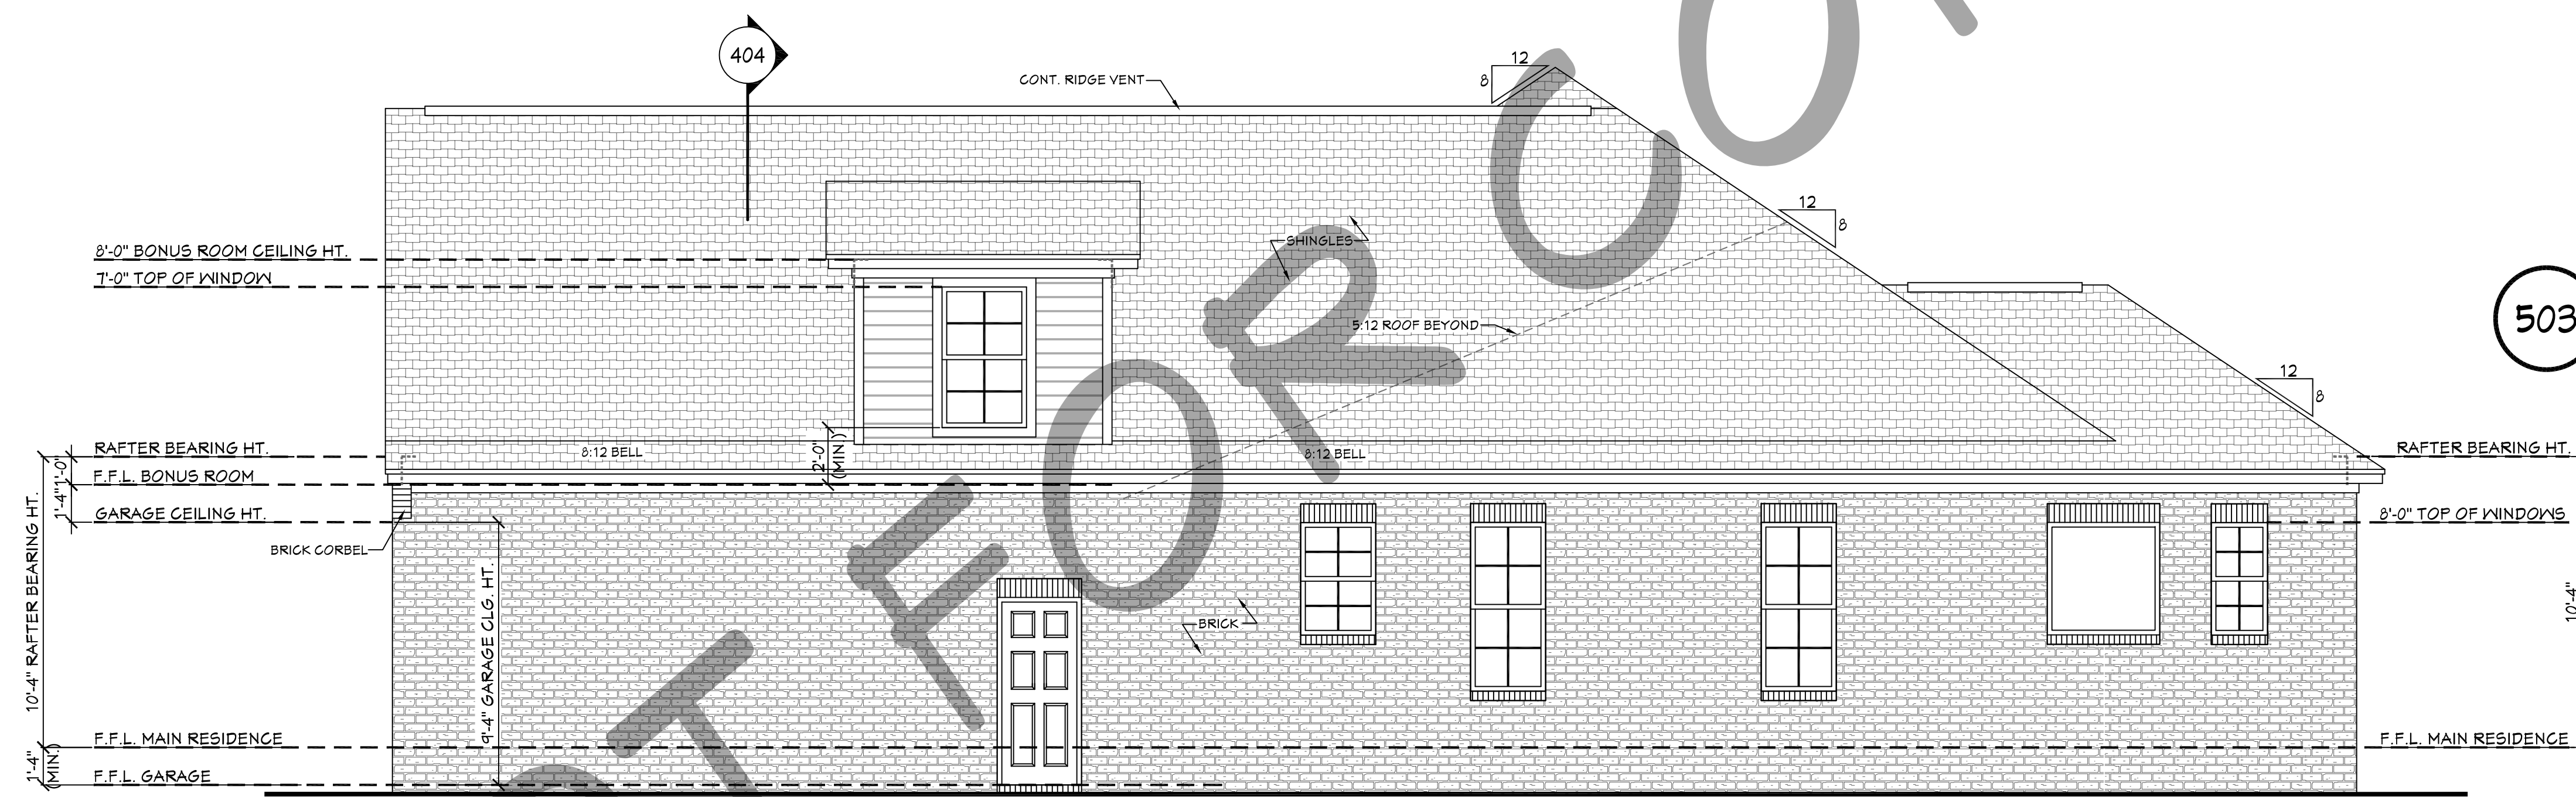 404
CONT. RIDGE VENT
12
8
12
8
8'-0" BONUS ROOM CEILING HT.
7'-0" TOP OF WINDOW
SHINGLES
5:12 ROOF BEYOND
503
12
8
RAFTER BEARING HT.
8:12 BELL
2'-0"
(MIN.)
8:12 BELL
RAFTER BEARING HT.
1'-0"
F.F.L. BONUS ROOM
1'-4"
GARAGE CEILING HT.
8'-0" TOP OF WINDOWS
BRICK CORBEL
10'-4" RAFTER BEARING HT.
9'-4" GARAGE CLG. HT.
BRICK
10'-4"
F.F.L. MAIN RESIDENCE
F.F.L. MAIN RESIDENCE
1'-4"
(MIN)
F.F.L. GARAGE
T FOR CO